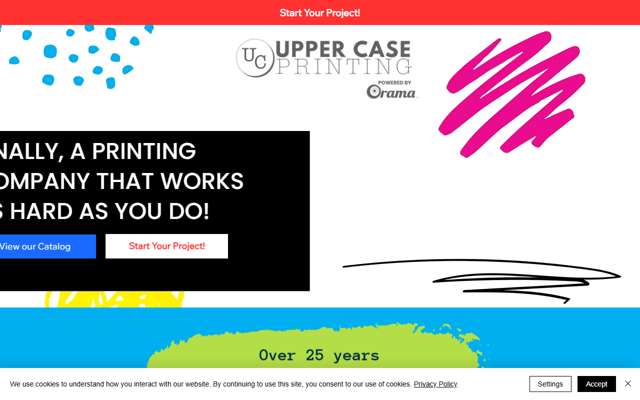 Start Your Project!
UC UPPER CASE
PRINTING
POWERED BY
Orama
NALLY, A PRINTING
OMPANY THAT WORKS
S HARD AS YOU DO!
View our Catalog
Start Your Project!
Over 25 years
We use cookies to understand how you interact with our website. By continuing to use this site, you consent to our use of cookies. Privacy Policy
Settings
Accept